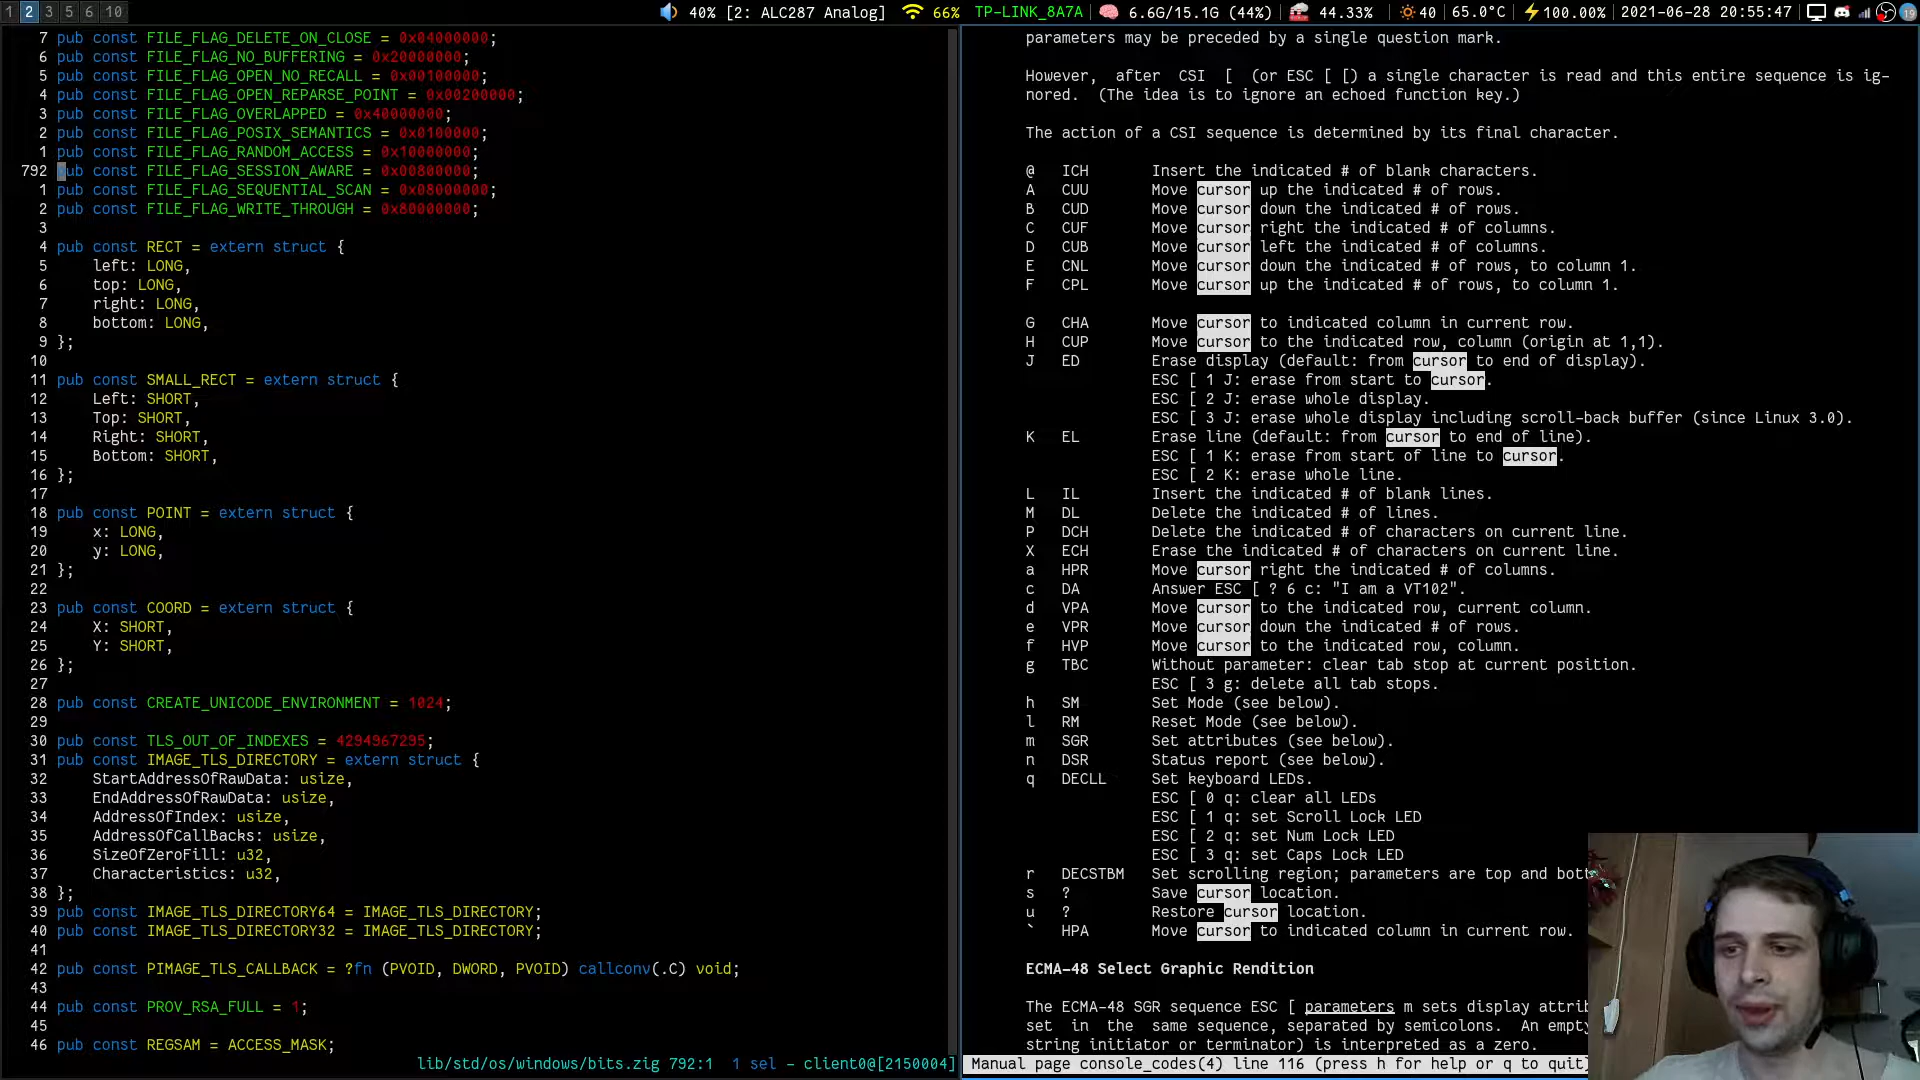 1 2 3 5 6 10
40% [2: ALC287 Analog] 66% TP-LINK_8A7A 6.6G/15.1G (44%) 44.33% 40 65.0°C 100.00% 2021-06-28 20:55:47 19
7 pub const FILE_FLAG_DELETE_ON_CLOSE = 0x04000000;
6 pub const FILE_FLAG_NO_BUFFERING = 0x20000000;
5 pub const FILE_FLAG_OPEN_NO_RECALL = 0x00100000;
4 pub const FILE_FLAG_OPEN_REPARSE_POINT = 0x00200000;
3 pub const FILE_FLAG_OVERLAPPED = 0x40000000;
2 pub const FILE_FLAG_POSIX_SEMANTICS = 0x0100000;
1 pub const FILE_FLAG_RANDOM_ACCESS = 0x10000000;
792 pub const FILE_FLAG_SESSION_AWARE = 0x00800000;
1 pub const FILE_FLAG_SEQUENTIAL_SCAN = 0x08000000;
2 pub const FILE_FLAG_WRITE_THROUGH = 0x80000000;
3
4 pub const RECT = extern struct {
5 left: LONG,
6 top: LONG,
7 right: LONG,
8 bottom: LONG,
9 };
10
11 pub const SMALL_RECT = extern struct {
12 Left: SHORT,
13 Top: SHORT,
14 Right: SHORT,
15 Bottom: SHORT,
16 };
17
18 pub const POINT = extern struct {
19 x: LONG,
20 y: LONG,
21 };
22
23 pub const COORD = extern struct {
24 X: SHORT,
25 Y: SHORT,
26 };
27
28 pub const CREATE_UNICODE_ENVIRONMENT = 1024;
29
30 pub const TLS_OUT_OF_INDEXES = 4294967295;
31 pub const IMAGE_TLS_DIRECTORY = extern struct {
32 StartAddressOfRawData: usize,
33 EndAddressOfRawData: usize,
34 AddressOfIndex: usize,
35 AddressOfCallBacks: usize,
36 SizeOfZeroFill: u32,
37 Characteristics: u32,
38 };
39 pub const IMAGE_TLS_DIRECTORY64 = IMAGE_TLS_DIRECTORY;
40 pub const IMAGE_TLS_DIRECTORY32 = IMAGE_TLS_DIRECTORY;
41
42 pub const PIMAGE_TLS_CALLBACK = ?fn (PVOID, DWORD, PVOID) callconv(.C) void;
43
44 pub const PROV_RSA_FULL = 1;
45
46 pub const REGSAM = ACCESS_MASK;
lib/std/os/windows/bits.zig 792:1 1 sel - client0@[2150004]
parameters may be preceded by a single question mark.
However, after CSI [ (or ESC [ [) a single character is read and this entire sequence is ig-
nored. (The idea is to ignore an echoed function key.)
The action of a CSI sequence is determined by its final character.
@ ICH Insert the indicated # of blank characters.
A CUU Move cursor up the indicated # of rows.
B CUD Move cursor down the indicated # of rows.
C CUF Move cursor right the indicated # of columns.
D CUB Move cursor left the indicated # of columns.
E CNL Move cursor down the indicated # of rows, to column 1.
F CPL Move cursor up the indicated # of rows, to column 1.
G CHA Move cursor to indicated column in current row.
H CUP Move cursor to the indicated row, column (origin at 1,1).
J ED Erase display (default: from cursor to end of display).
ESC [ 1 J: erase from start to cursor.
ESC [ 2 J: erase whole display.
ESC [ 3 J: erase whole display including scroll-back buffer (since Linux 3.0).
K EL Erase line (default: from cursor to end of line).
ESC [ 1 K: erase from start of line to cursor.
ESC [ 2 K: erase whole line.
L IL Insert the indicated # of blank lines.
M DL Delete the indicated # of lines.
P DCH Delete the indicated # of characters on current line.
X ECH Erase the indicated # of characters on current line.
a HPR Move cursor right the indicated # of columns.
c DA Answer ESC [ ? 6 c: "I am a VT102".
d VPA Move cursor to the indicated row, current column.
e VPR Move cursor down the indicated # of rows.
f HVP Move cursor to the indicated row, column.
g TBC Without parameter: clear tab stop at current position.
ESC [ 3 g: delete all tab stops.
h SM Set Mode (see below).
l RM Reset Mode (see below).
m SGR Set attributes (see below).
n DSR Status report (see below).
q DECLL Set keyboard LEDs.
ESC [ 0 q: clear all LEDs
ESC [ 1 q: set Scroll Lock LED
ESC [ 2 q: set Num Lock LED
ESC [ 3 q: set Caps Lock LED
r DECSTBM Set scrolling region; parameters are top and bott
s ? Save cursor location.
u ? Restore cursor location.
` HPA Move cursor to indicated column in current row.
ECMA-48 Select Graphic Rendition
The ECMA-48 SGR sequence ESC [ parameters m sets display attrib
set in the same sequence, separated by semicolons. An empty
string initiator or terminator) is interpreted as a zero.
Manual page console_codes(4) line 116 (press h for help or q to quit)